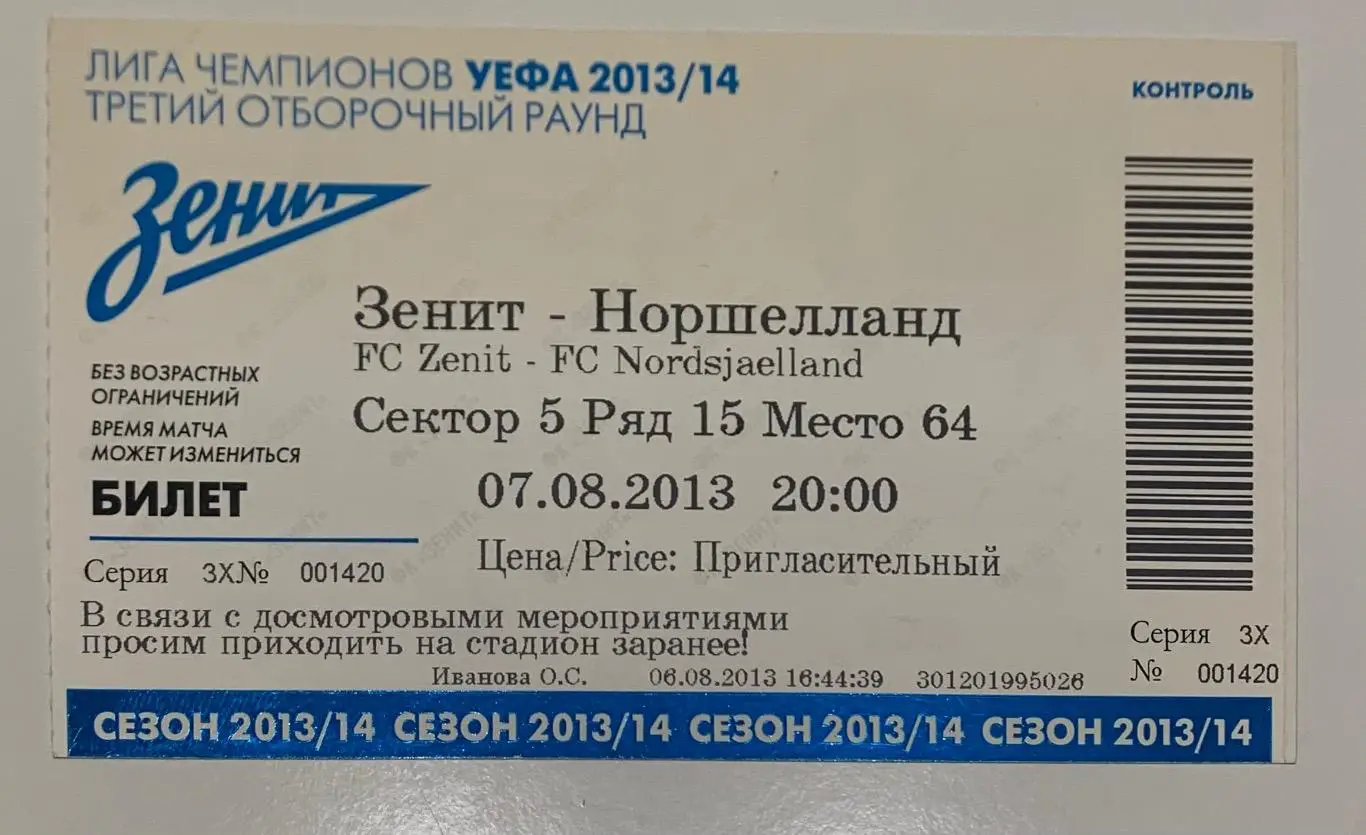 ЛИГА ЧЕМПИОНОВ УЕФА 2013/14
ТРЕТИЙ ОТБОРОЧНЫЙ РАУНД
КОНТРОЛЬ
Зенит
Зенит - Норшелланд
FC Zenit - FC Nordsjaelland
БЕЗ ВОЗРАСТНЫХ
ОГРАНИЧЕНИЙ
Сектор 5 Ряд 15 Место 64
ВРЕМЯ МАТЧА
МОЖЕТ ИЗМЕНИТЬСЯ
БИЛЕТ
07.08.2013 20:00
Цена/Price: Пригласительный
Серия 3X№ 001420
В связи с досмотровыми мероприятиями
просим приходить на стадион заранее!
Иванова О.С. 06.08.2013 16:44:39 301201995026
Серия 3X
№ 001420
СЕЗОН 2013/14 СЕЗОН 2013/14 СЕЗОН 2013/14 СЕЗОН 2013/14